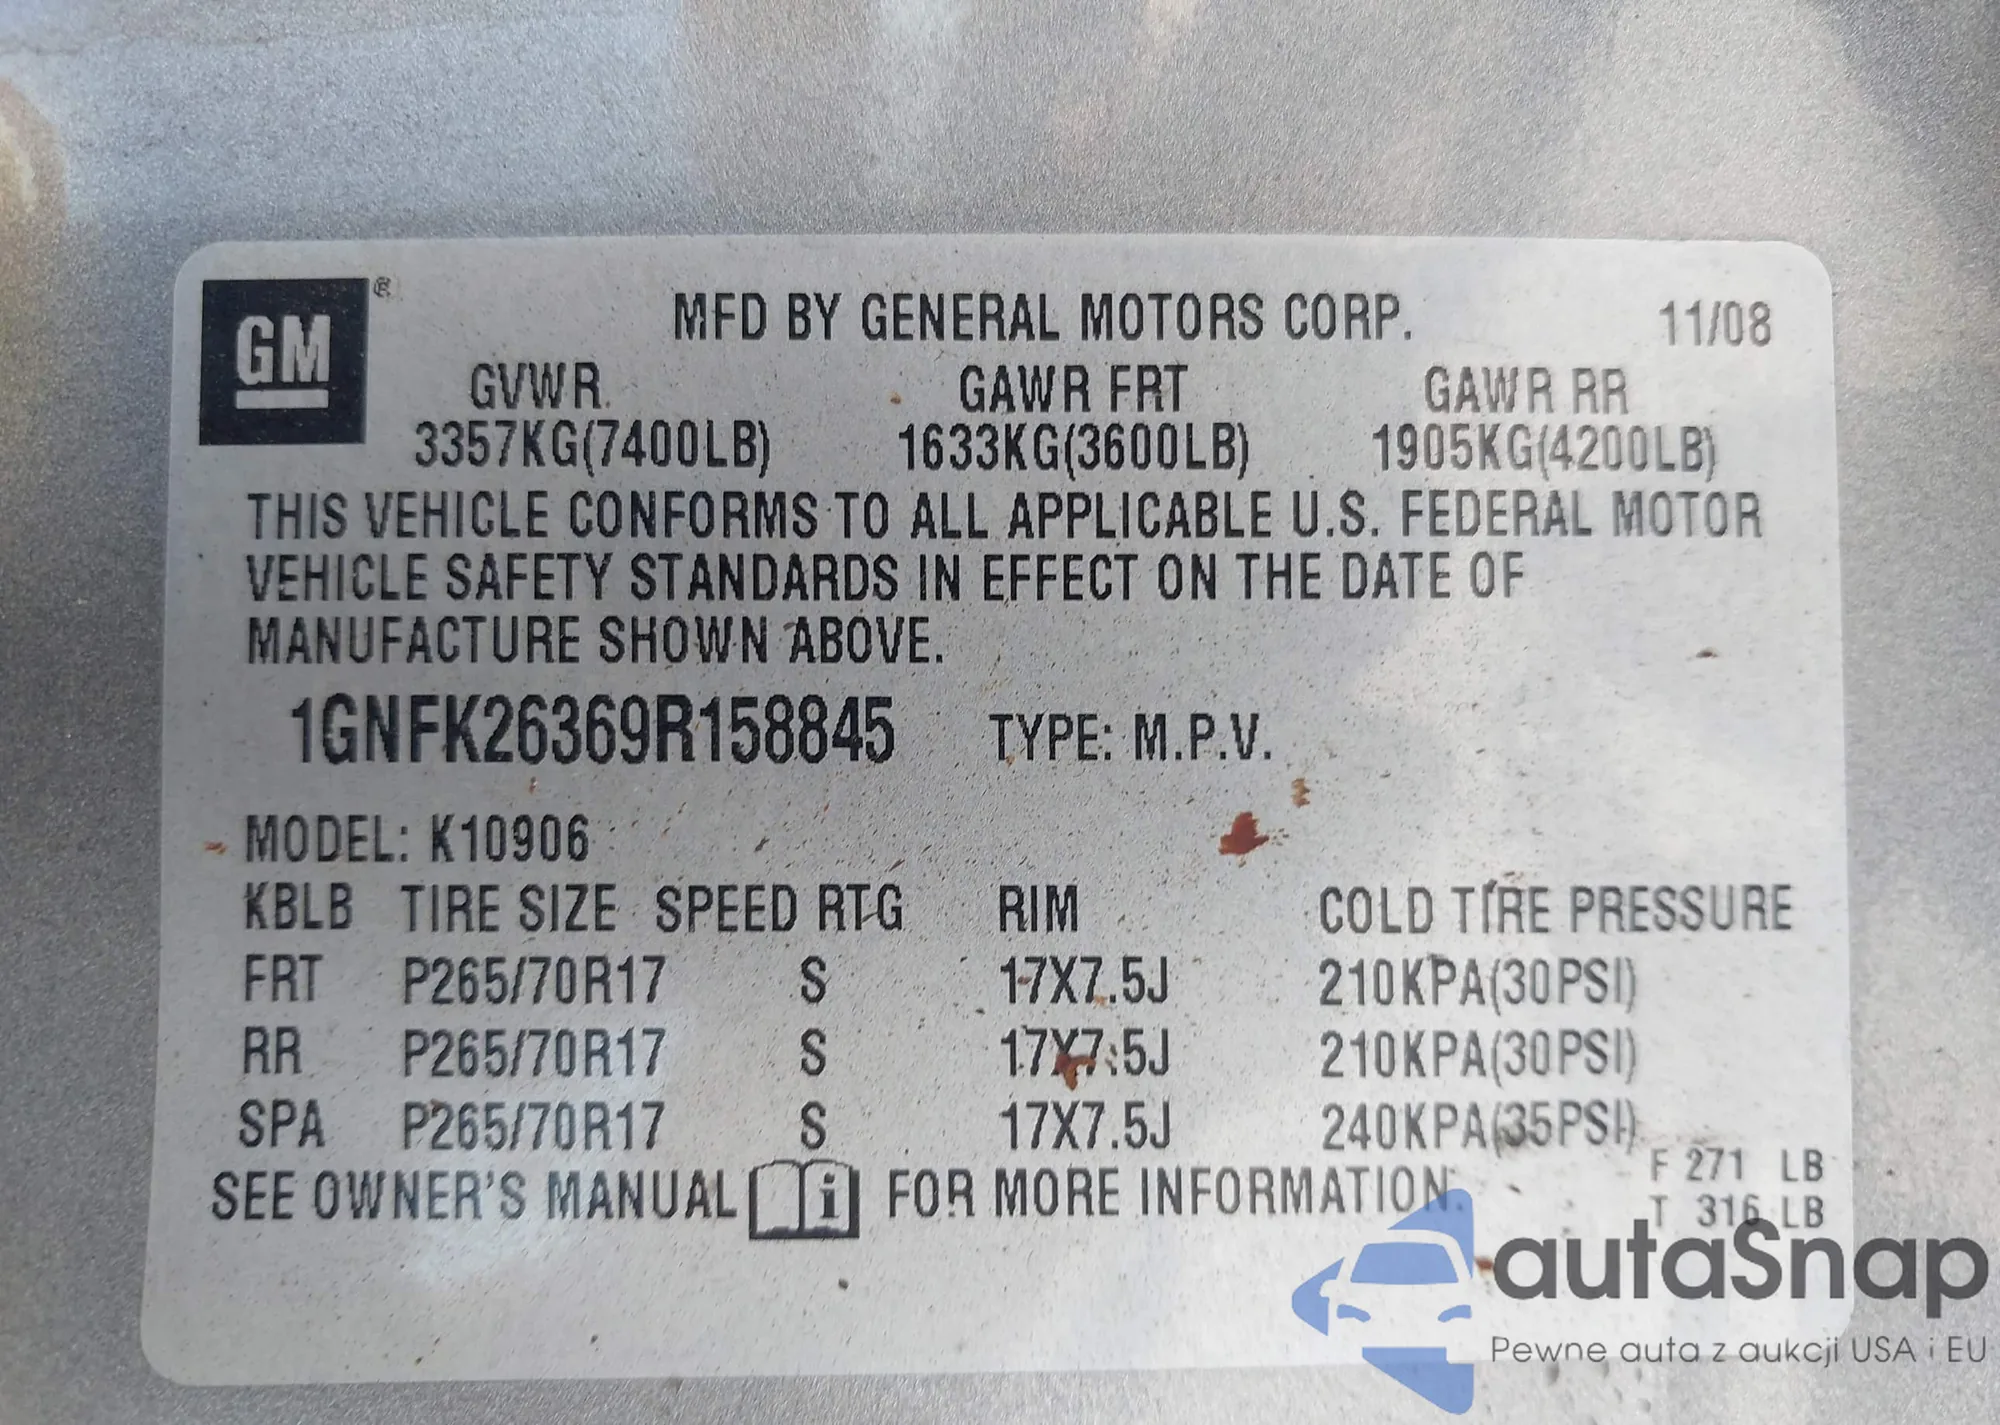 GM ®
MFD BY GENERAL MOTORS CORP. 11/08
GVWR GAWR FRT GAWR RR
3357KG(7400LB) 1633KG(3600LB) 1905KG(4200LB)
THIS VEHICLE CONFORMS TO ALL APPLICABLE U.S. FEDERAL MOTOR
VEHICLE SAFETY STANDARDS IN EFFECT ON THE DATE OF
MANUFACTURE SHOWN ABOVE.
1GNFK26369R158845 TYPE: M.P.V.
MODEL: K10906
KBLB TIRE SIZE SPEED RTG RIM COLD TIRE PRESSURE
FRT P265/70R17 S 17X7.5J 210KPA(30PSI)
RR P265/70R17 S 17X7.5J 210KPA(30PSI)
SPA P265/70R17 S 17X7.5J 240KPA(35PSI)
SEE OWNER'S MANUAL i FOR MORE INFORMATION.
F 271 LB
T 316 LB
autaSnap
Pewne auta z aukcji USA i EU